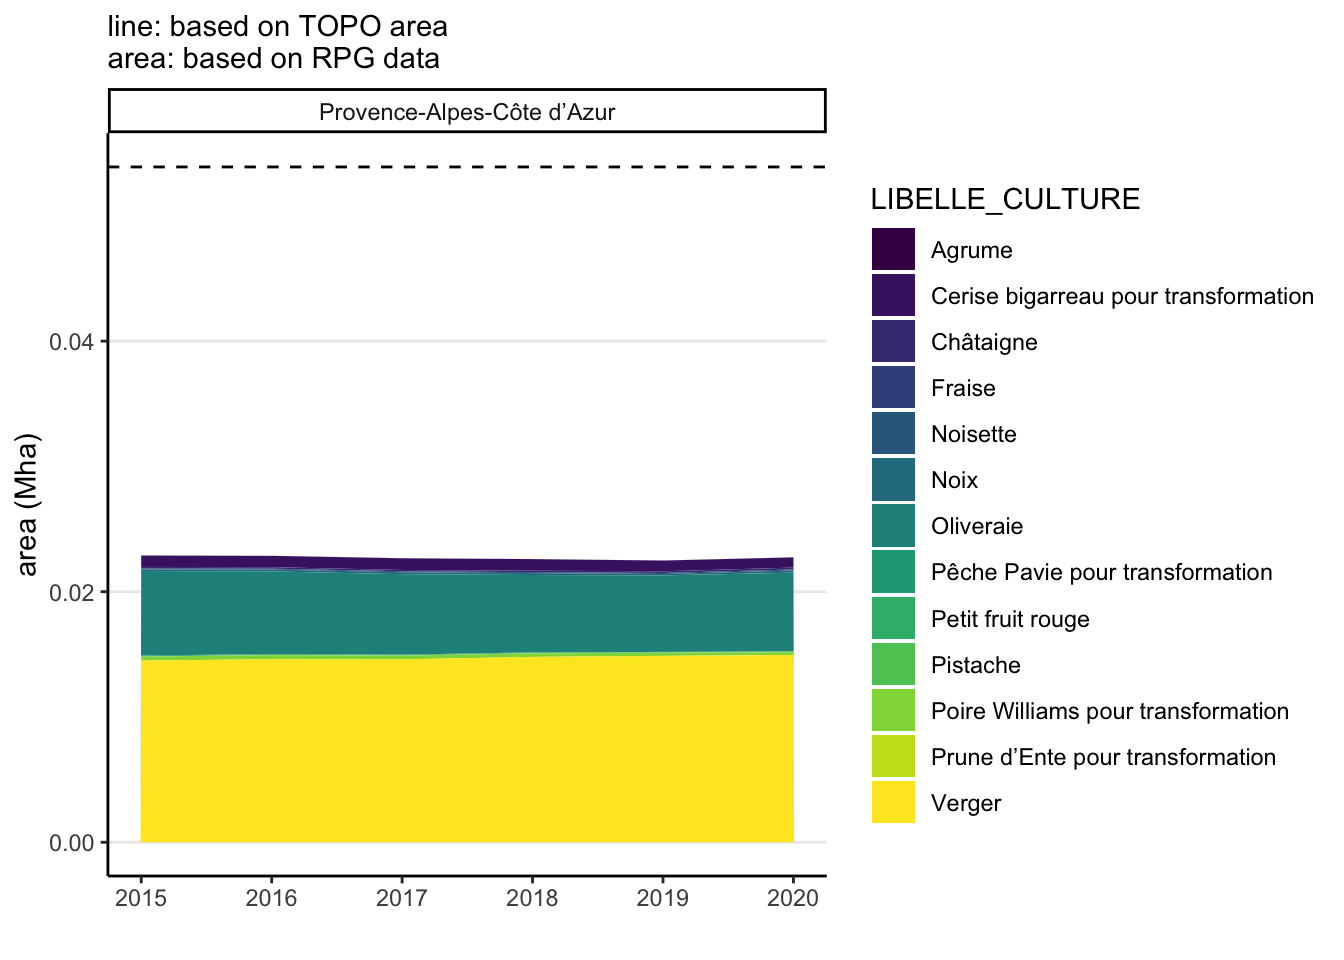 line: based on TOPO area
area: based on RPG data
Provence-Alpes-Côte d’Azur
area (Mha)
0.04
0.02
0.00
2015 2016 2017 2018 2019 2020
LIBELLE_CULTURE
Agrume
Cerise bigarreau pour transformation
Châtaigne
Fraise
Noisette
Noix
Oliveraie
Pêche Pavie pour transformation
Petit fruit rouge
Pistache
Poire Williams pour transformation
Prune d’Ente pour transformation
Verger